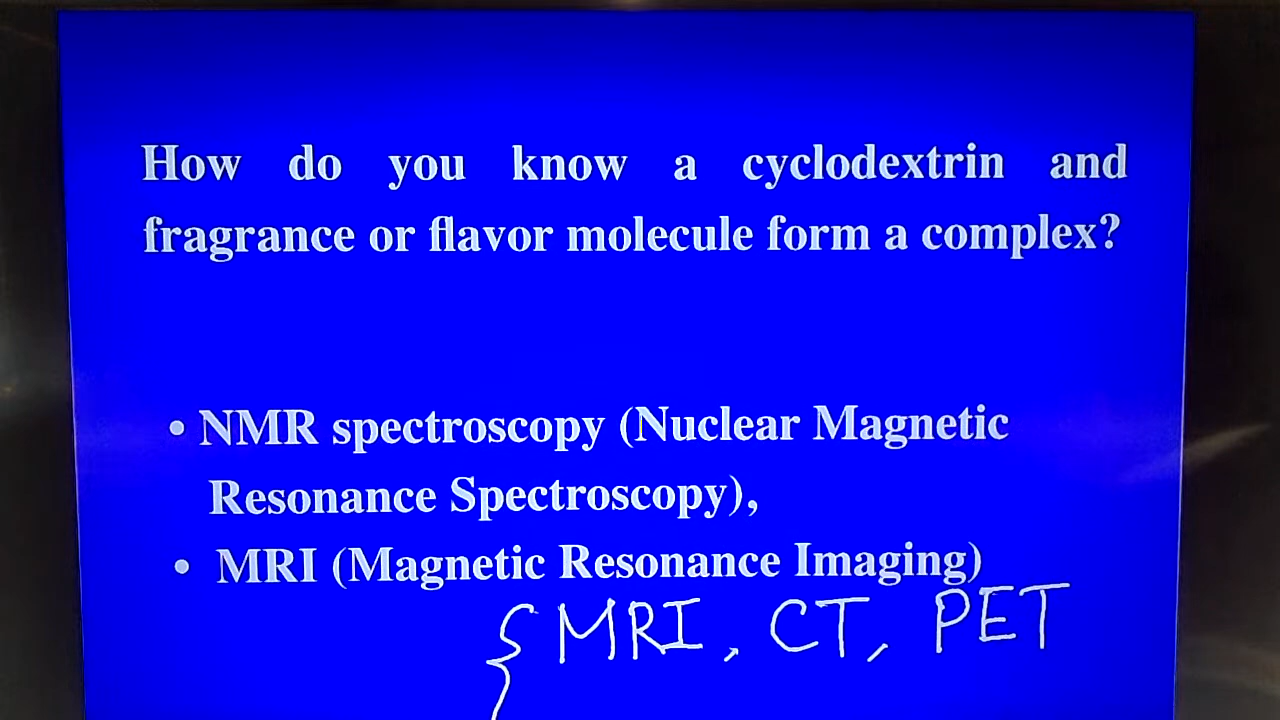 How do you know a cyclodextrin and
fragrance or flavor molecule form a complex?
• NMR spectroscopy (Nuclear Magnetic
Resonance Spectroscopy),
• MRI (Magnetic Resonance Imaging)
{ MRI, CT, PET